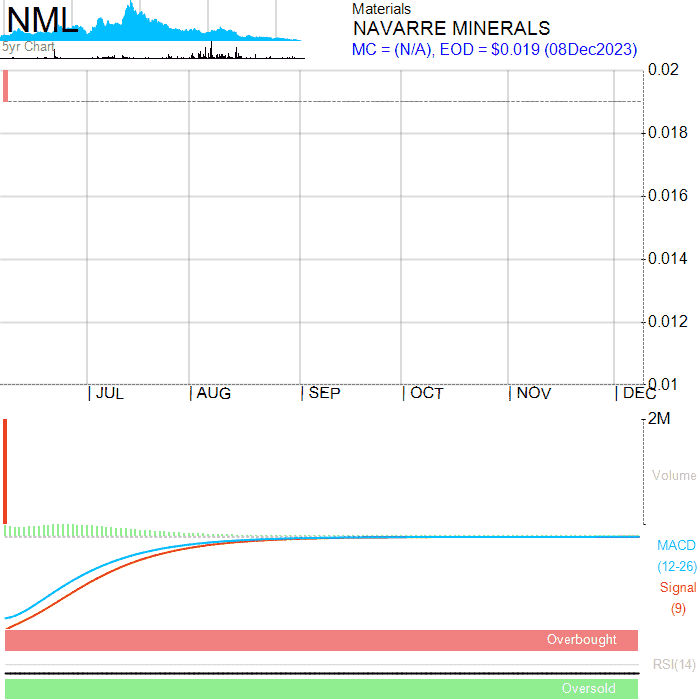 NML
5yr Chart
Materials
NAVARRE MINERALS
MC = (N/A), EOD = $0.019 (08Dec2023)
0.02
0.018
0.016
0.014
0.012
0.01
JUL AUG SEP OCT NOV DEC
2M
Volume
MACD
(12-26)
Signal
(9)
Overbought
RSI(14)
Oversold